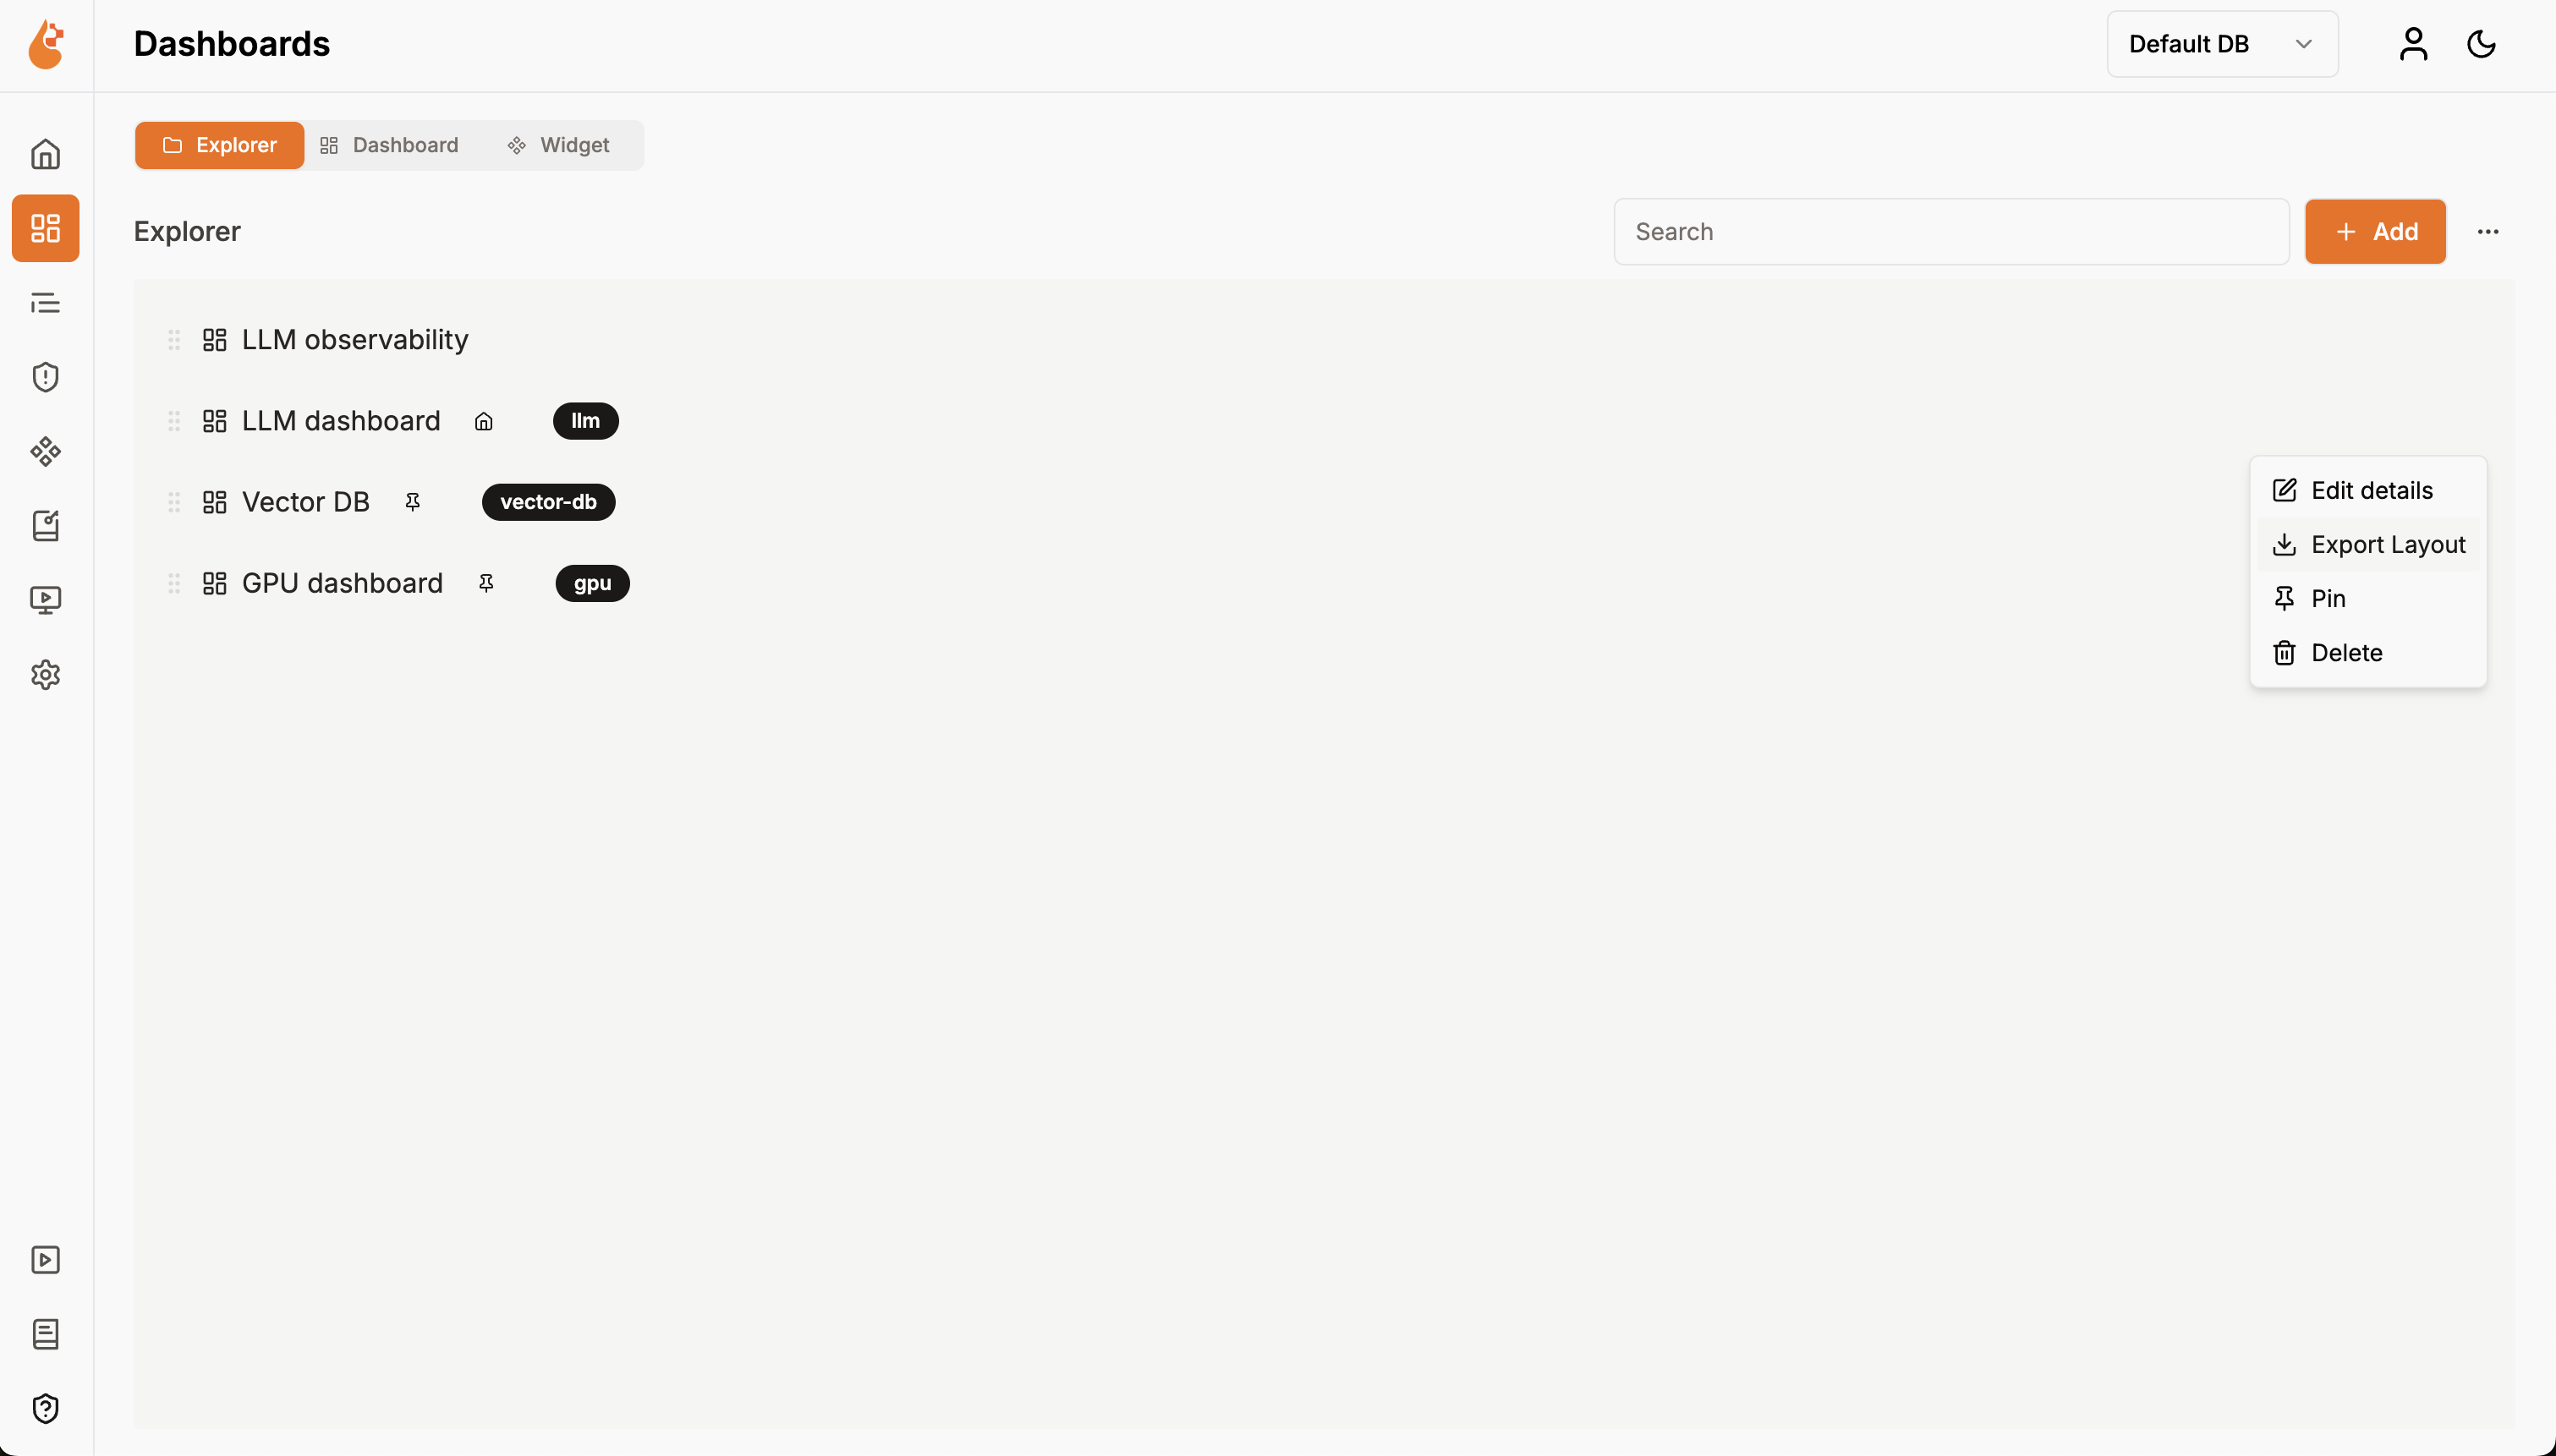 Dashboards
Default DB
Explorer
Dashboard
Widget
Explorer
Search
Add
LLM observability
LLM dashboard
llm
Vector DB
vector-db
GPU dashboard
gpu
Edit details
Export Layout
Pin
Delete